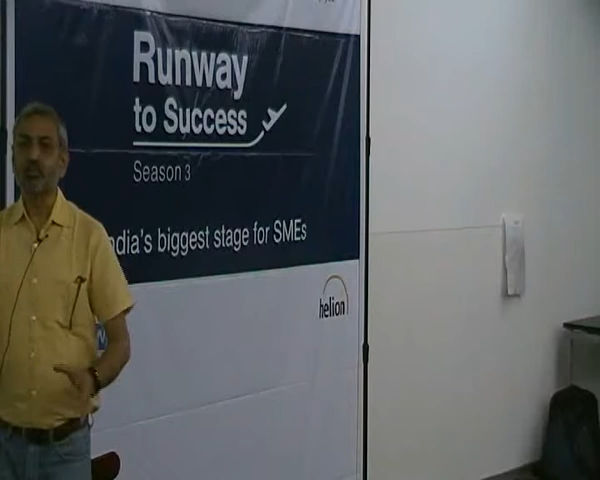 Runway
to Success
Season 3
ndia's biggest stage for SMEs
helion